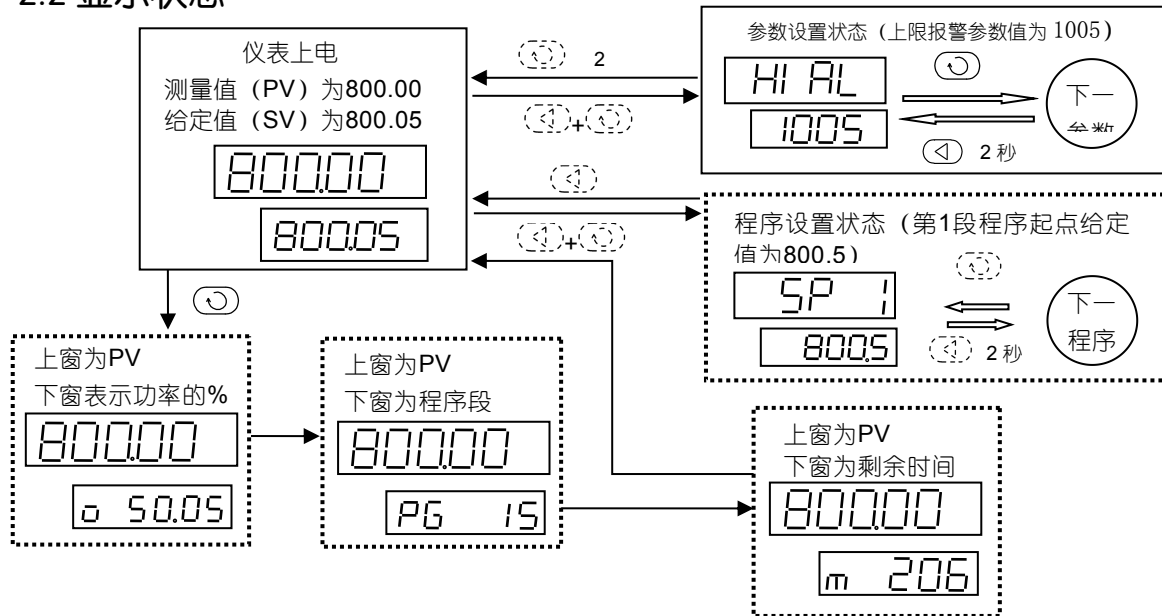 2.2 显示状态
仪表上电
测量值（PV）为800.00
给定值（SV）为800.05
800.00
800.05
2
+
+
参数设置状态（上限报警参数值为 1005）
HI AL
1005
下一
参数
2 秒
程序设置状态（第1段程序起点给定
值为800.5）
SP 1
800.5
下一
程序
2 秒
上窗为PV
下窗表示功率的%
800.00
o 50.05
上窗为PV
下窗为程序段
800.00
PG 15
上窗为PV
下窗为剩余时间
800.00
m 206